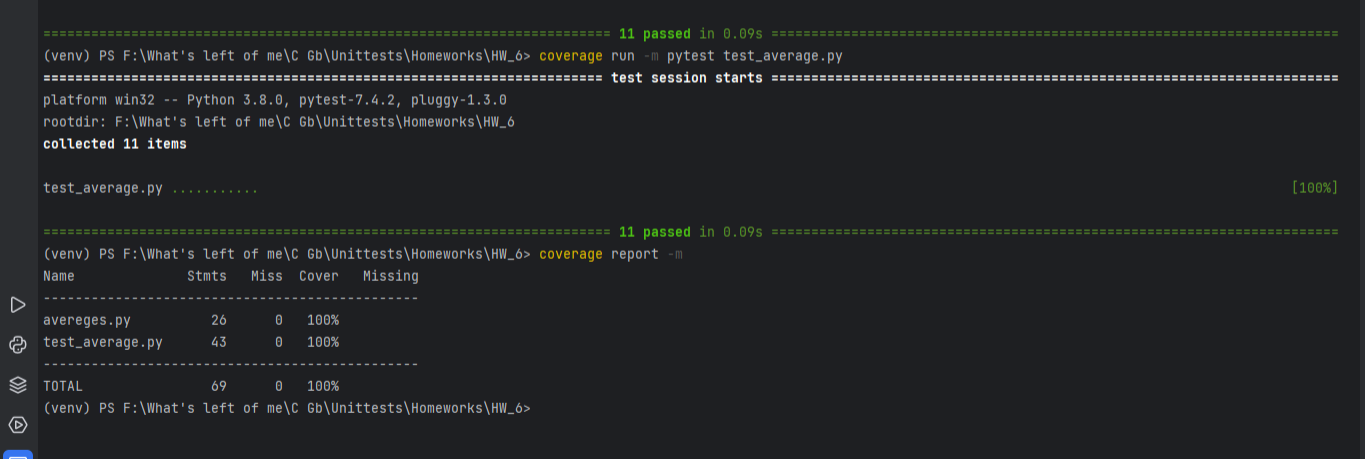 ============================================================================ 11 passed in 0.09s ============================================================================
(venv) PS F:\What's left of me\C Gb\Unittests\Homeworks\HW_6> coverage run -m pytest test_average.py
============================================================================ test session starts ============================================================================
platform win32 -- Python 3.8.0, pytest-7.4.2, pluggy-1.3.0
rootdir: F:\What's left of me\C Gb\Unittests\Homeworks\HW_6
collected 11 items
test_average.py ........... [100%]
============================================================================ 11 passed in 0.09s ============================================================================
(venv) PS F:\What's left of me\C Gb\Unittests\Homeworks\HW_6> coverage report -m
Name Stmts Miss Cover Missing
-----------------------------------------------
avereges.py 26 0 100%
test_average.py 43 0 100%
-----------------------------------------------
TOTAL 69 0 100%
(venv) PS F:\What's left of me\C Gb\Unittests\Homeworks\HW_6>